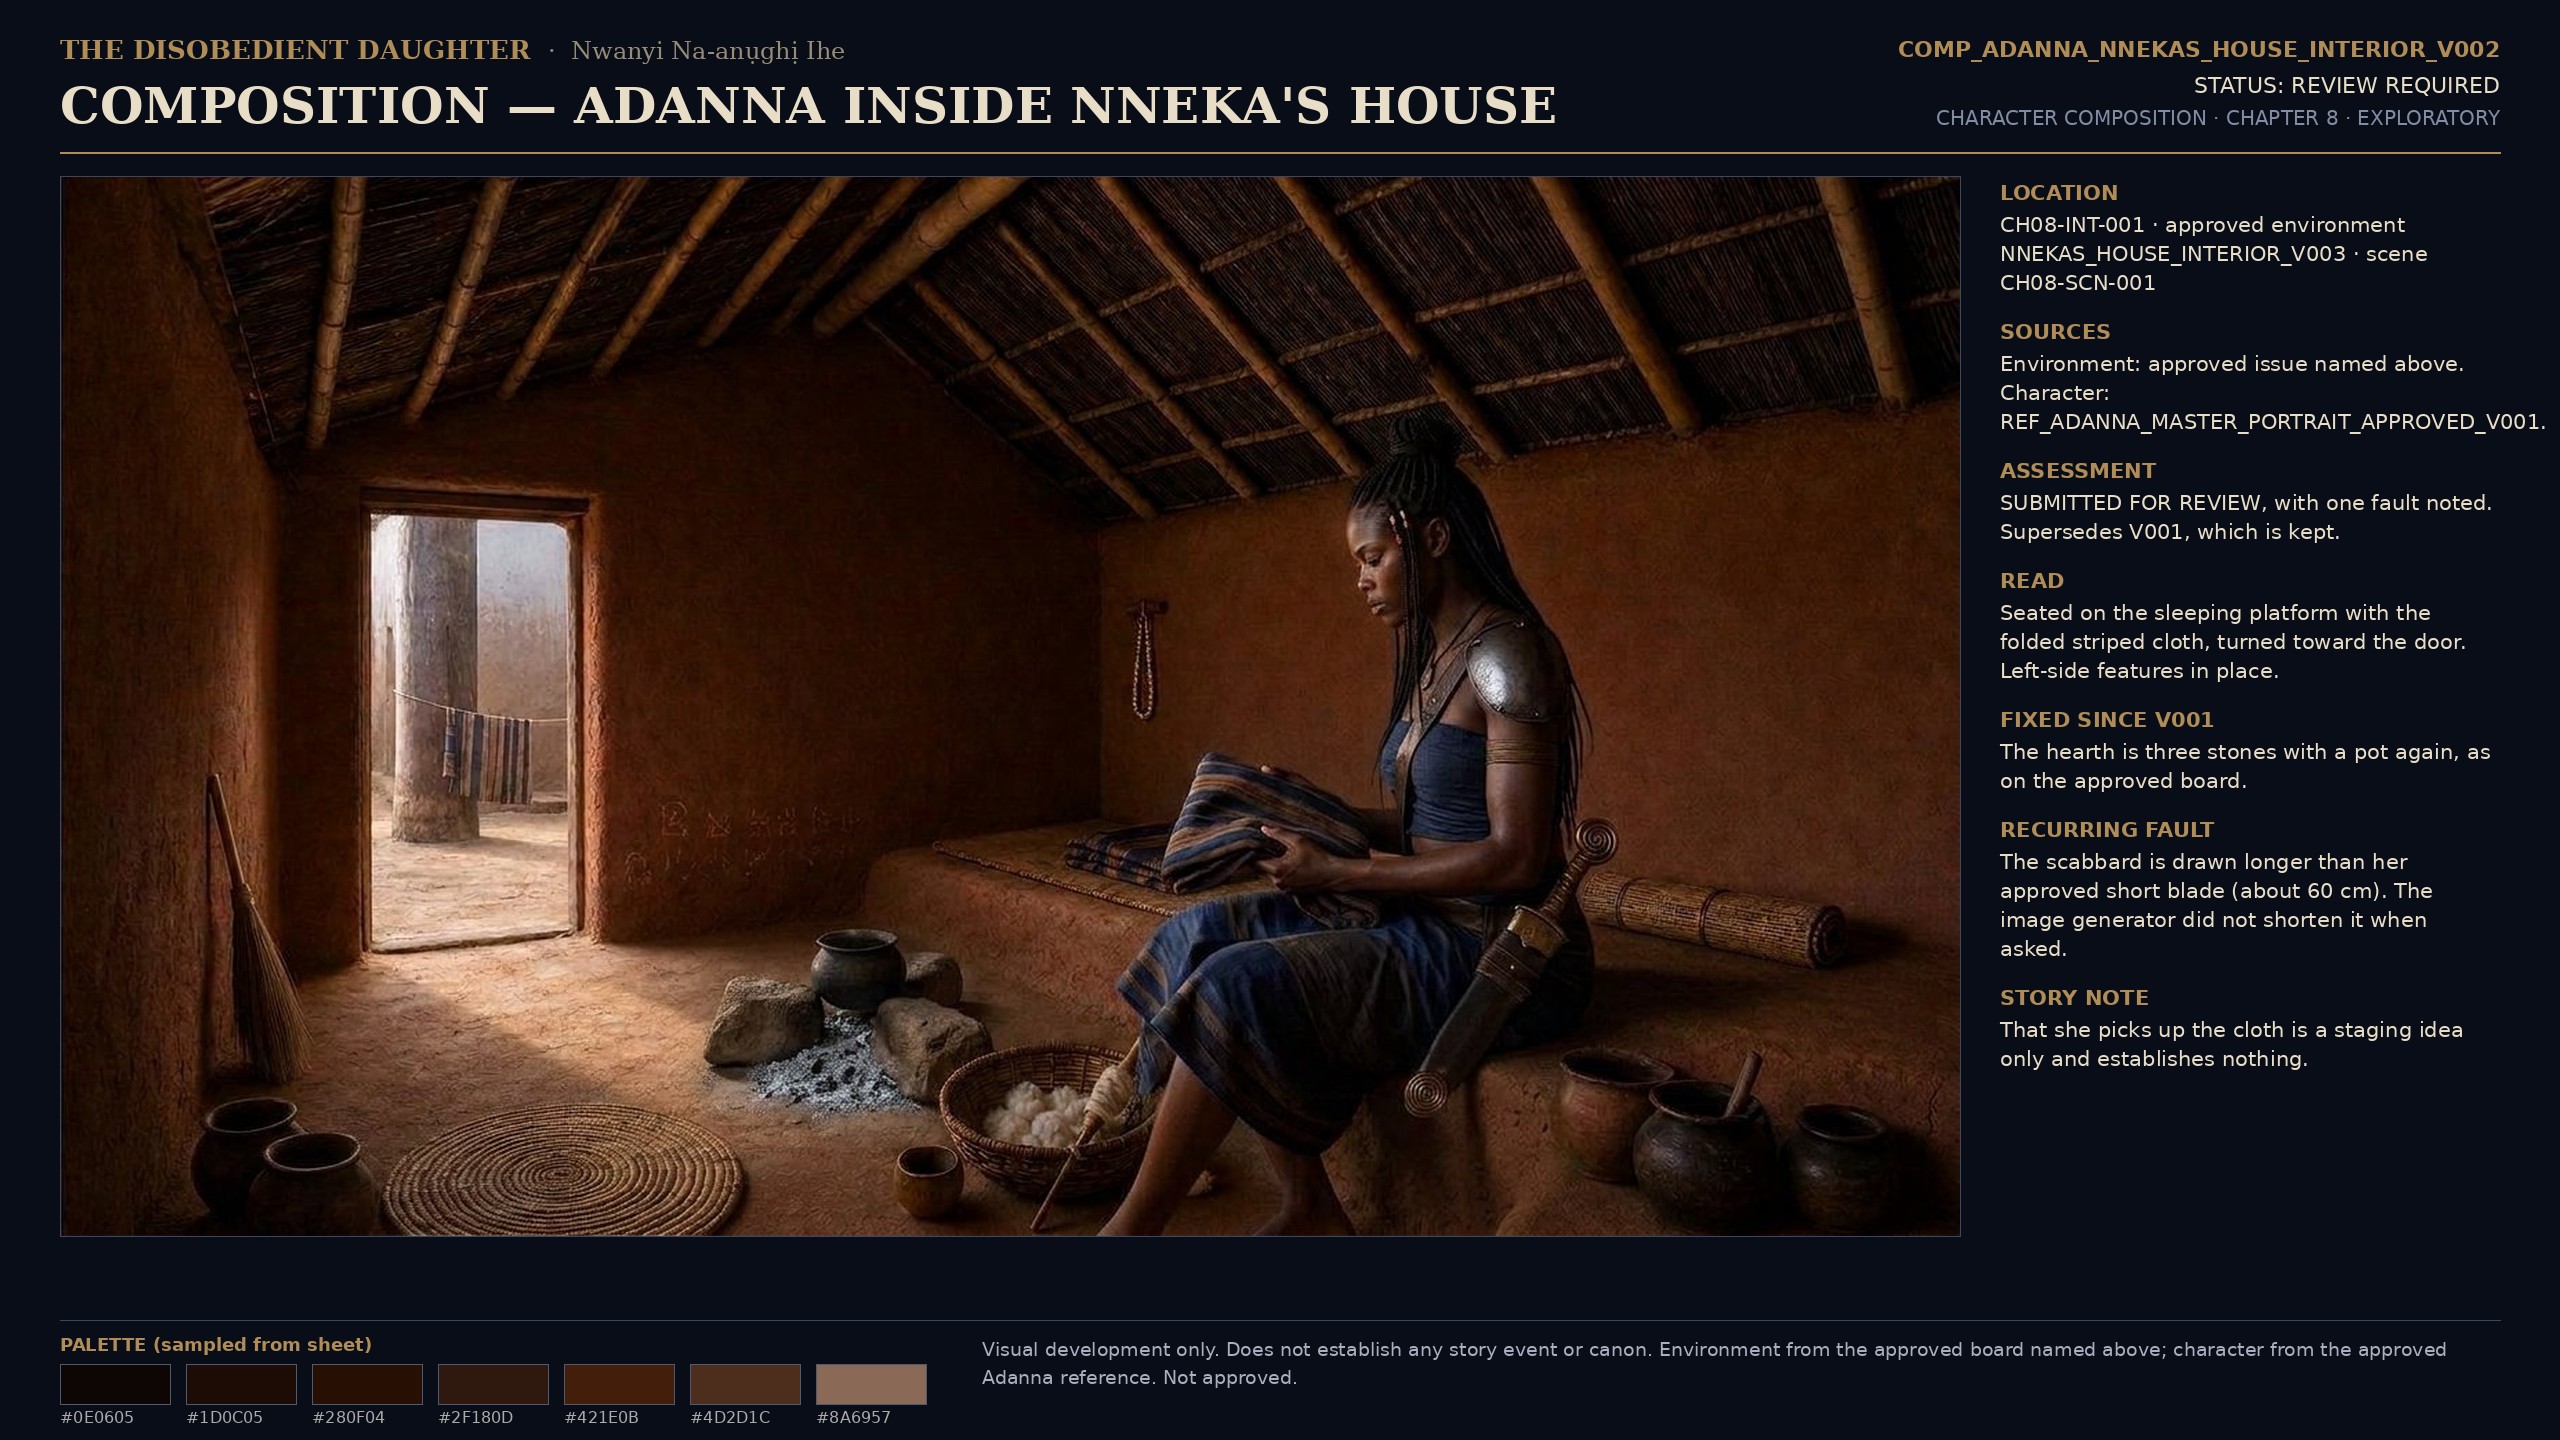 THE DISOBEDIENT DAUGHTER · Nwanyi Na-anụghị Ihe
COMPOSITION — ADANNA INSIDE NNEKA'S HOUSE
COMP_ADANNA_NNEKAS_HOUSE_INTERIOR_V002
STATUS: REVIEW REQUIRED
CHARACTER COMPOSITION · CHAPTER 8 · EXPLORATORY
LOCATION
CH08-INT-001 · approved environment
NNEKAS_HOUSE_INTERIOR_V003 · scene
CH08-SCN-001
SOURCES
Environment: approved issue named above.
Character:
REF_ADANNA_MASTER_PORTRAIT_APPROVED_V001.
ASSESSMENT
SUBMITTED FOR REVIEW, with one fault noted.
Supersedes V001, which is kept.
READ
Seated on the sleeping platform with the
folded striped cloth, turned toward the door.
Left-side features in place.
FIXED SINCE V001
The hearth is three stones with a pot again, as
on the approved board.
RECURRING FAULT
The scabbard is drawn longer than her
approved short blade (about 60 cm). The
image generator did not shorten it when
asked.
STORY NOTE
That she picks up the cloth is a staging idea
only and establishes nothing.
PALETTE (sampled from sheet)
#0E0605 #1D0C05 #280F04 #2F180D #421E0B #4D2D1C #8A6957
Visual development only. Does not establish any story event or canon. Environment from the approved board named above; character from the approved
Adanna reference. Not approved.